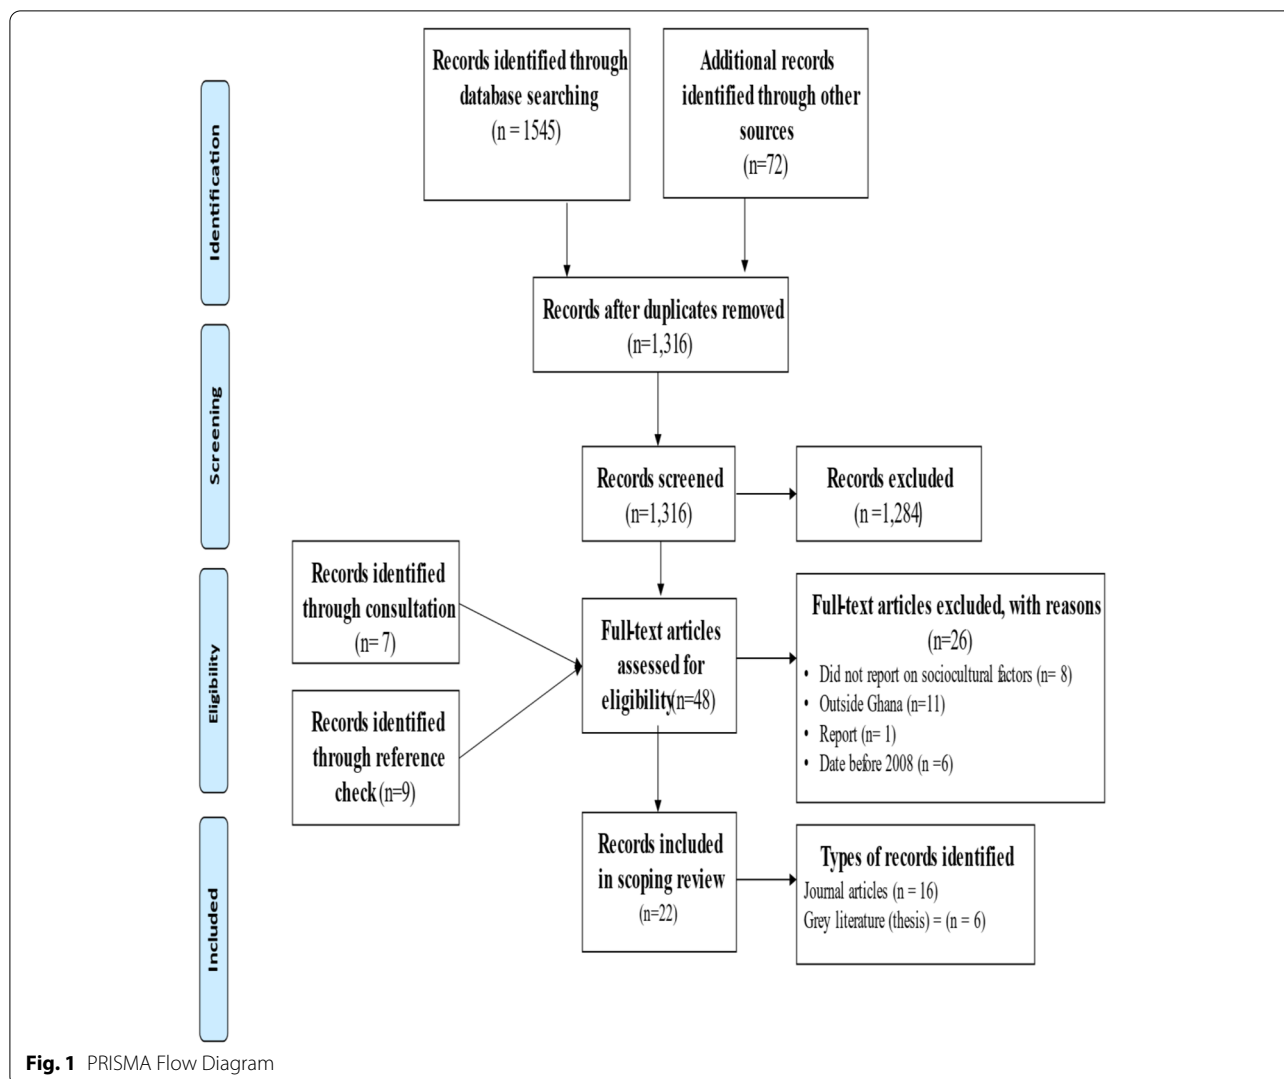 Records identified through
database searching
(n = 1545)
Additional records
identified through other
sources
(n=72)
Identification
Records after duplicates removed
(n=1,316)
Screening
Records screened
(n=1,316)
Records excluded
(n =1,284)
Records identified
through consultation
(n= 7)
Records identified
through reference
check (n=9)
Eligibility
Full-text articles
assessed for
eligibility(n=48)
Full-text articles excluded, with reasons
(n=26)
• Did not report on sociocultural factors (n= 8)
• Outside Ghana (n=11)
• Report (n= 1)
• Date before 2008 (n =6)
Included
Records included
in scoping review
(n=22)
Types of records identified
Journal articles (n = 16)
Grey literature (thesis) = (n = 6)
Fig. 1 PRISMA Flow Diagram